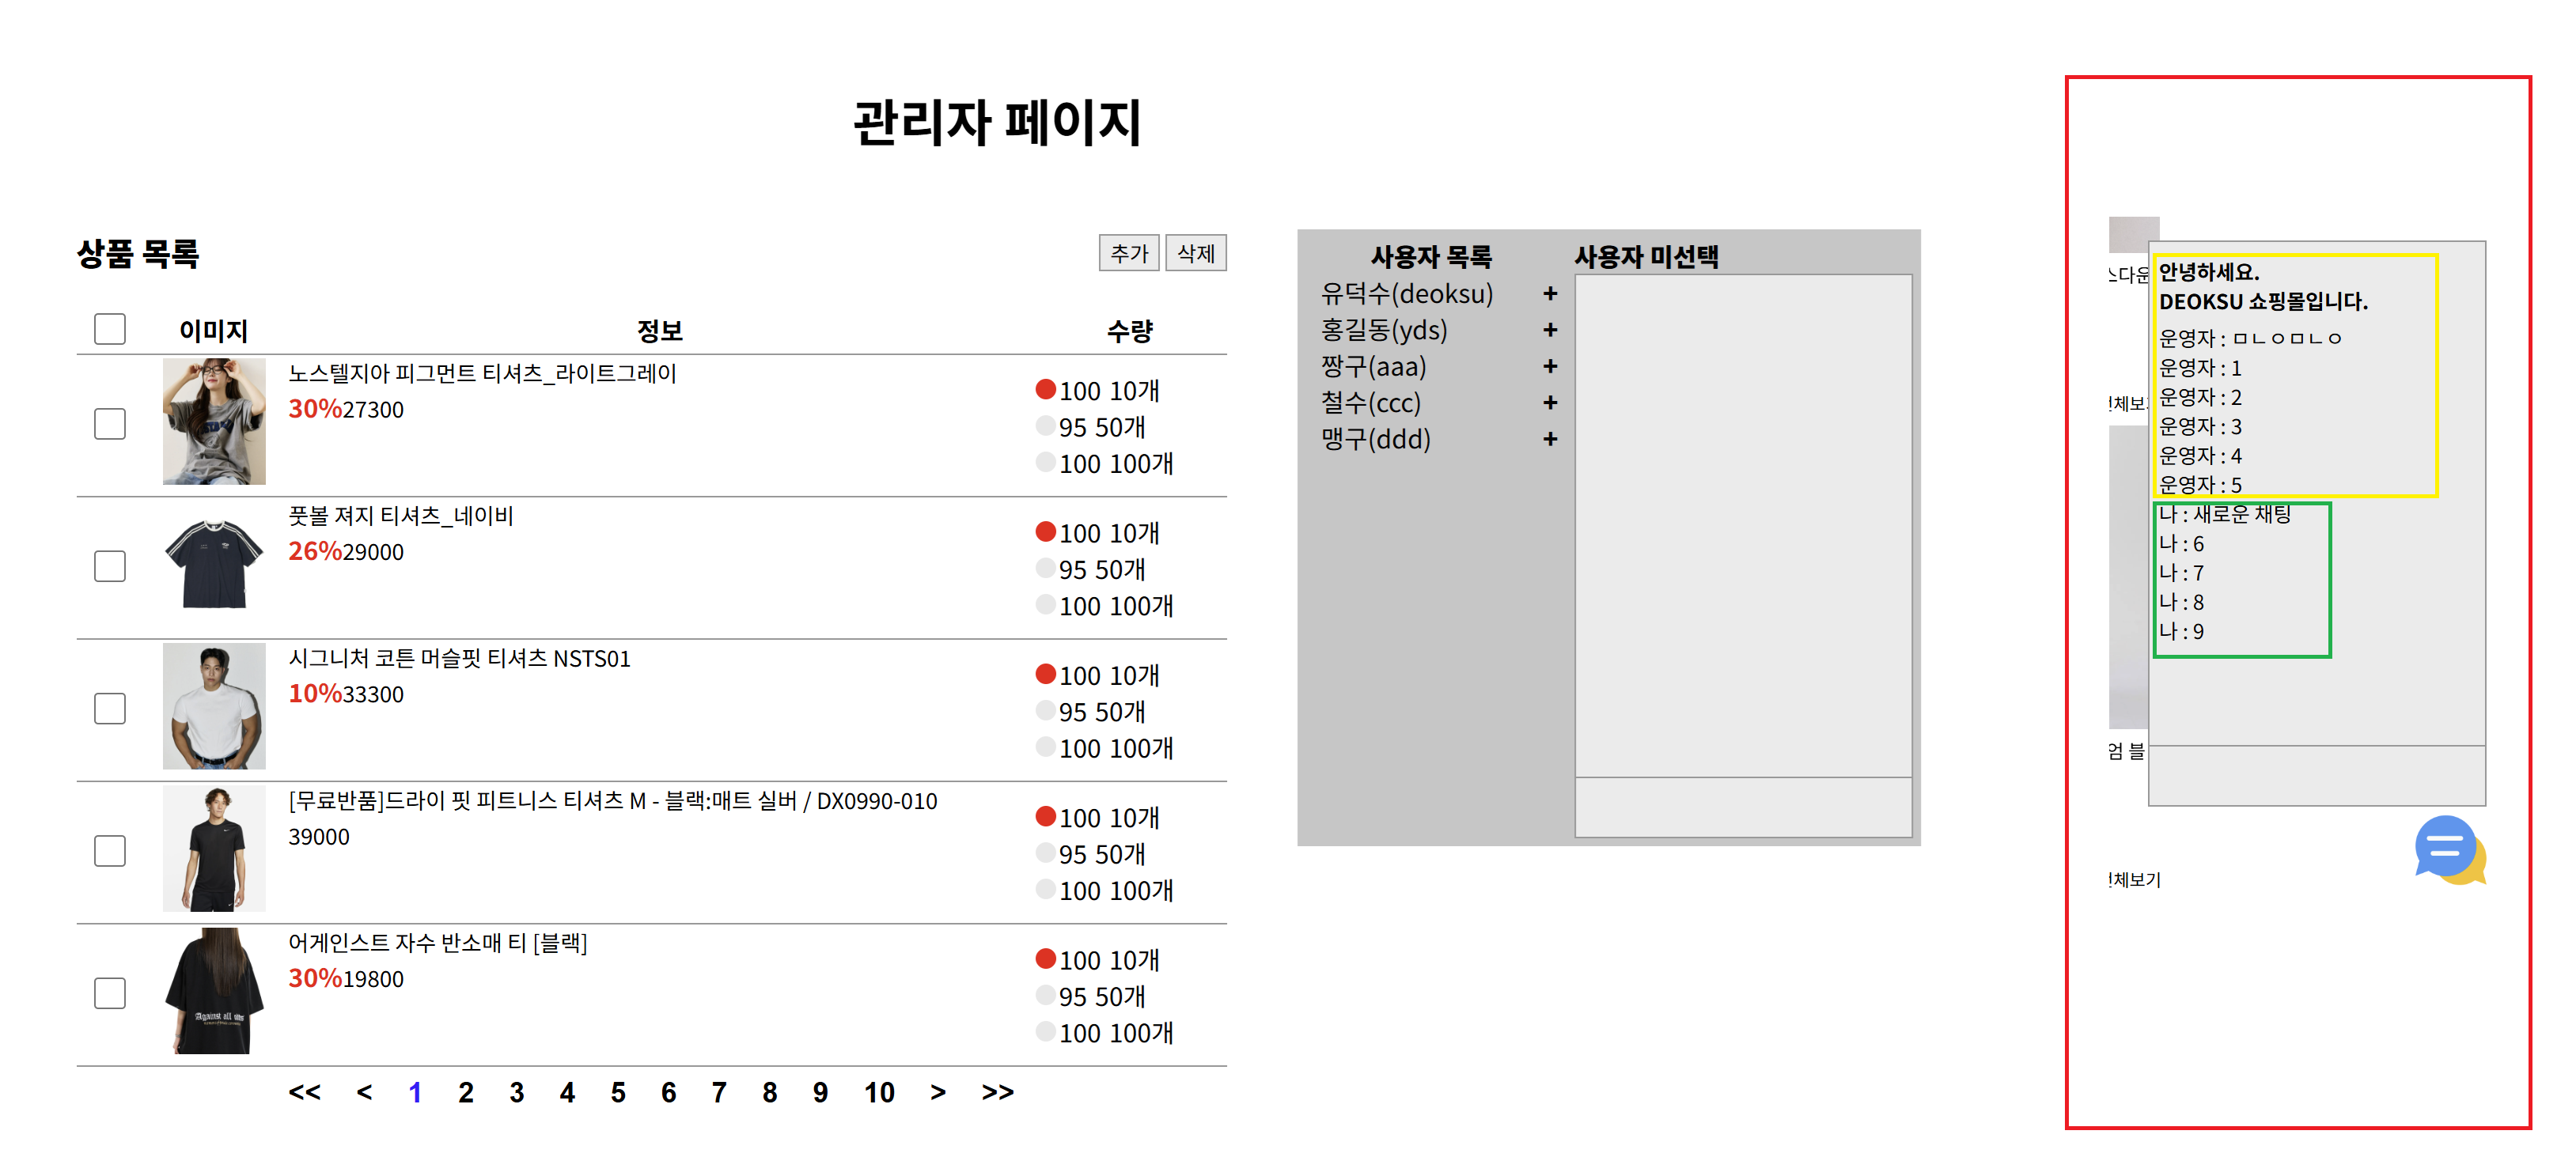 관리자 페이지
상품 목록
추가 삭제
이미지 정보 수량
노스텔지아 피그먼트 티셔츠_라이트그레이
30%27300
100 10개
95 50개
100 100개
풋볼 져지 티셔츠_네이비
26%29000
100 10개
95 50개
100 100개
시그니처 코튼 머슬핏 티셔츠 NSTS01
10%33300
100 10개
95 50개
100 100개
[무료반품]드라이 핏 피트니스 티셔츠 M - 블랙:매트 실버 / DX0990-010
39000
100 10개
95 50개
100 100개
Against all odds
어게인스트 자수 반소매 티 [블랙]
30%19800
100 10개
95 50개
100 100개
<< < 1 2 3 4 5 6 7 8 9 10 > >>
사용자 목록
유덕수(deoksu) +
홍길동(yds) +
짱구(aaa) +
철수(ccc) +
맹구(ddd) +
사용자 미선택
안녕하세요.
DEOKSU 쇼핑몰입니다.
운영자 : ㅁㄴㅇㅁㄴㅇ
운영자 : 1
운영자 : 2
운영자 : 3
운영자 : 4
운영자 : 5
나 : 새로운 채팅
나 : 6
나 : 7
나 : 8
나 : 9
스다운
체보
엄 블
체보기